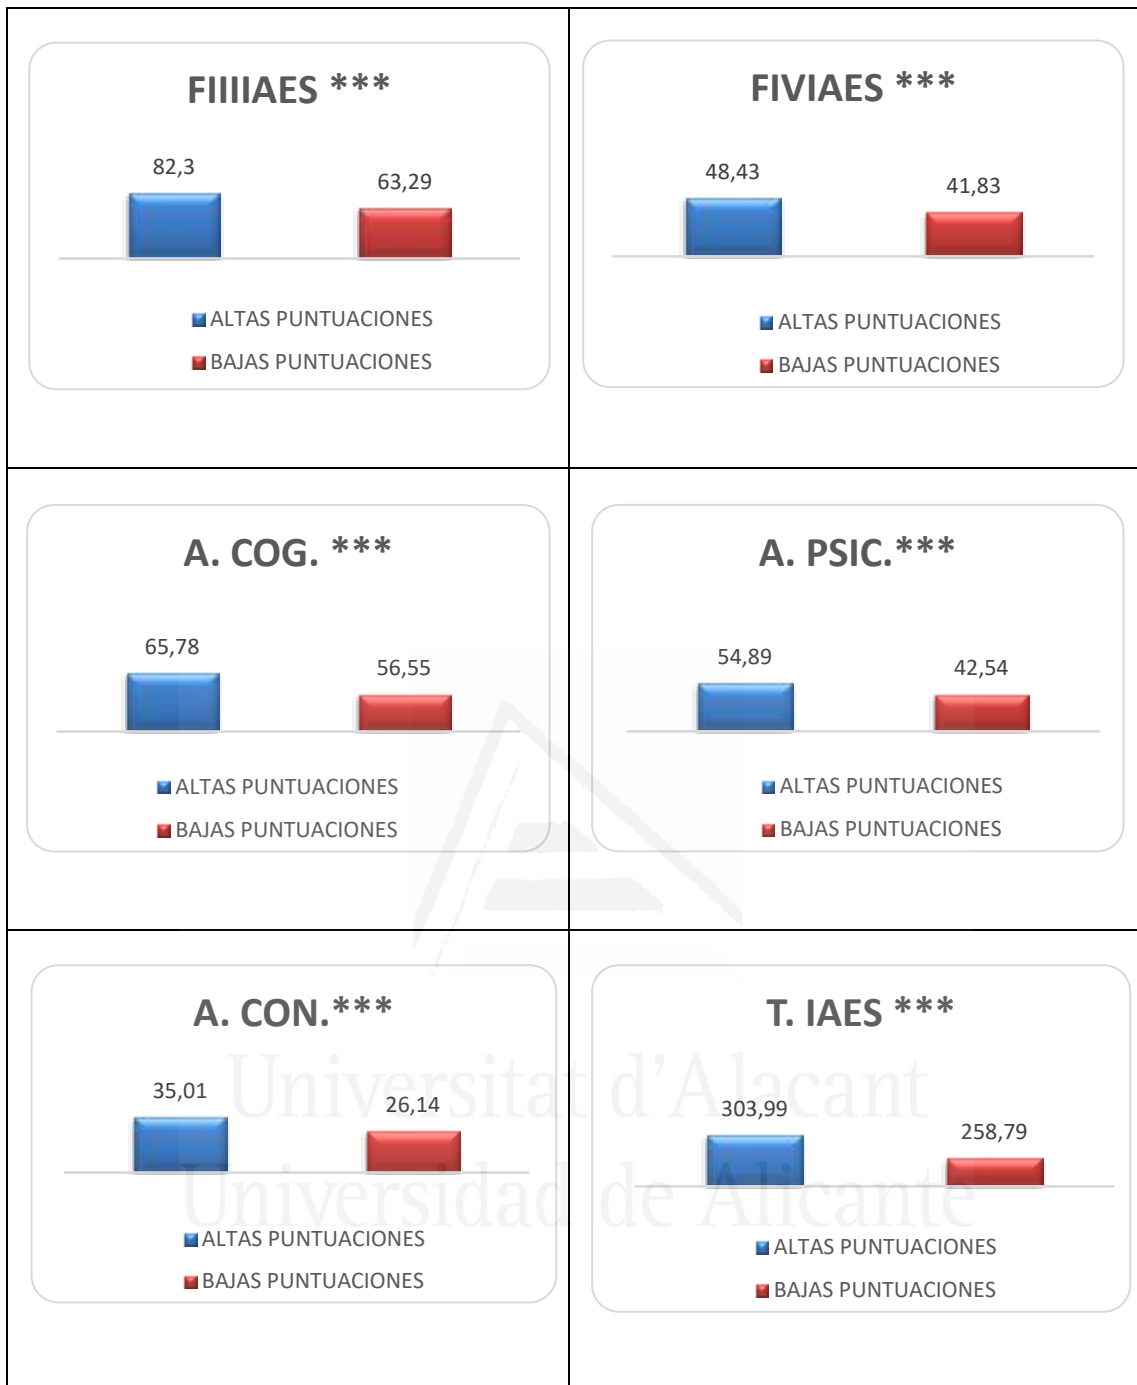 FIIIIAES ***
82,3
63,29
ALTAS PUNTUACIONES
BAJAS PUNTUACIONES
FIVIAES ***
48,43
41,83
ALTAS PUNTUACIONES
BAJAS PUNTUACIONES
A. COG. ***
65,78
56,55
ALTAS PUNTUACIONES
BAJAS PUNTUACIONES
A. PSIC.***
54,89
42,54
ALTAS PUNTUACIONES
BAJAS PUNTUACIONES
A. CON.***
35,01
26,14
ALTAS PUNTUACIONES
BAJAS PUNTUACIONES
T. IAES ***
303,99
258,79
ALTAS PUNTUACIONES
BAJAS PUNTUACIONES
Universitat d'Alacant
Universidad de Alicante